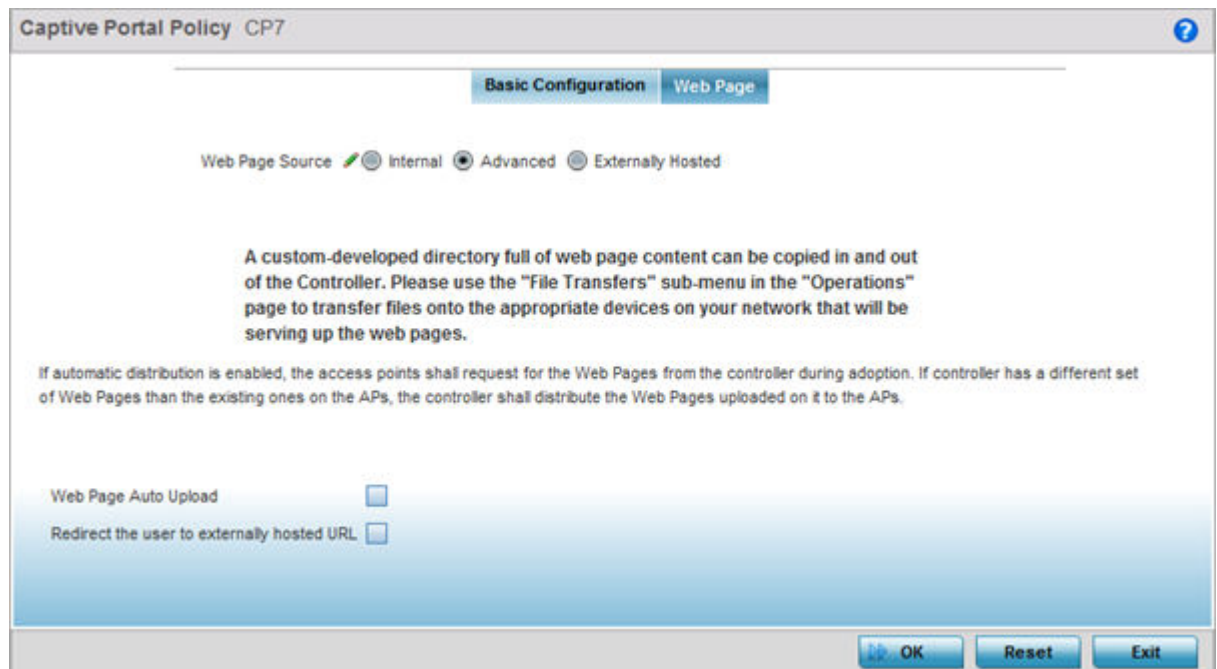 Captive Portal Policy CP7
?
Basic Configuration Web Page
Web Page Source Internal Advanced Externally Hosted
A custom-developed directory full of web page content can be copied in and out
of the Controller. Please use the "File Transfers" sub-menu in the "Operations"
page to transfer files onto the appropriate devices on your network that will be
serving up the web pages.
If automatic distribution is enabled, the access points shall request for the Web Pages from the controller during adoption. If controller has a different set
of Web Pages than the existing ones on the APs, the controller shall distribute the Web Pages uploaded on it to the APs.
Web Page Auto Upload
Redirect the user to externally hosted URL
OK Reset Exit